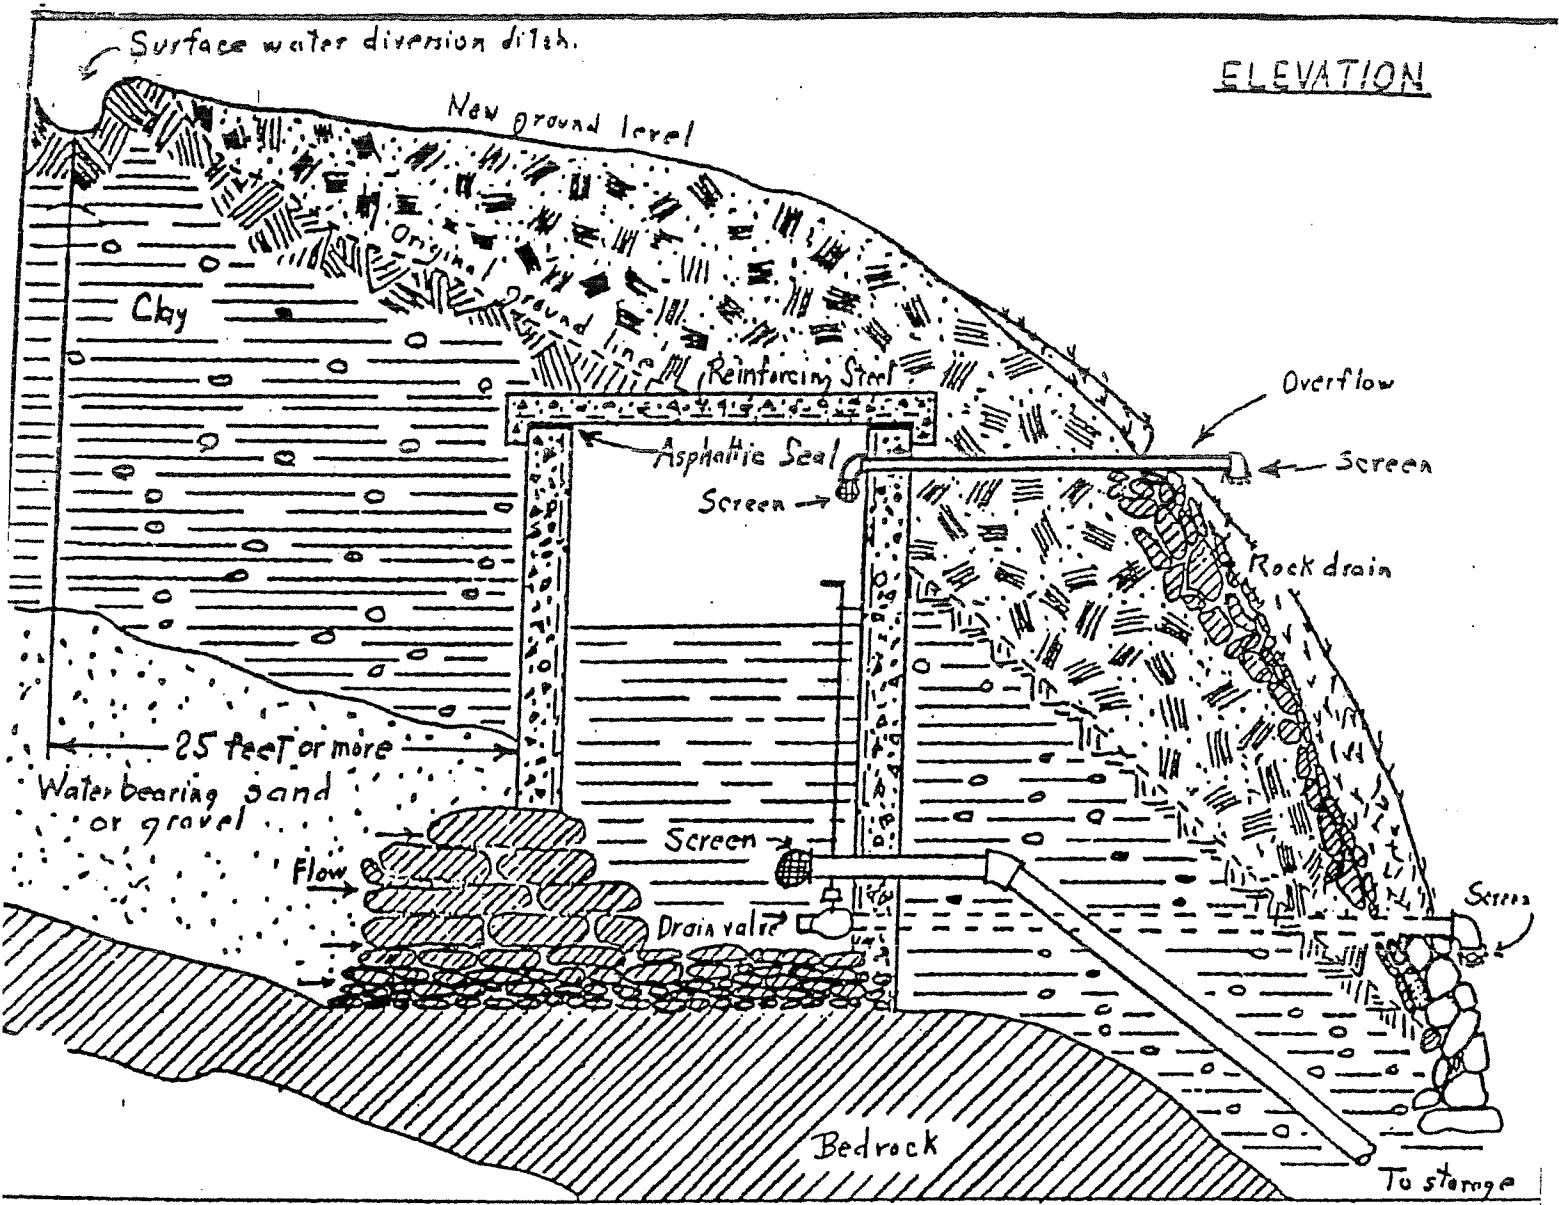 Surface water diversion ditch.
ELEVATION
New ground level
Original ground line
Clay
Reinforcing Steel
Overflow
Asphaltic Seal
Screen
Screen
Rock drain
25 feet or more
Water bearing sand
or gravel
Screen
Flow
Drain valve
Screen
Bedrock
To storage